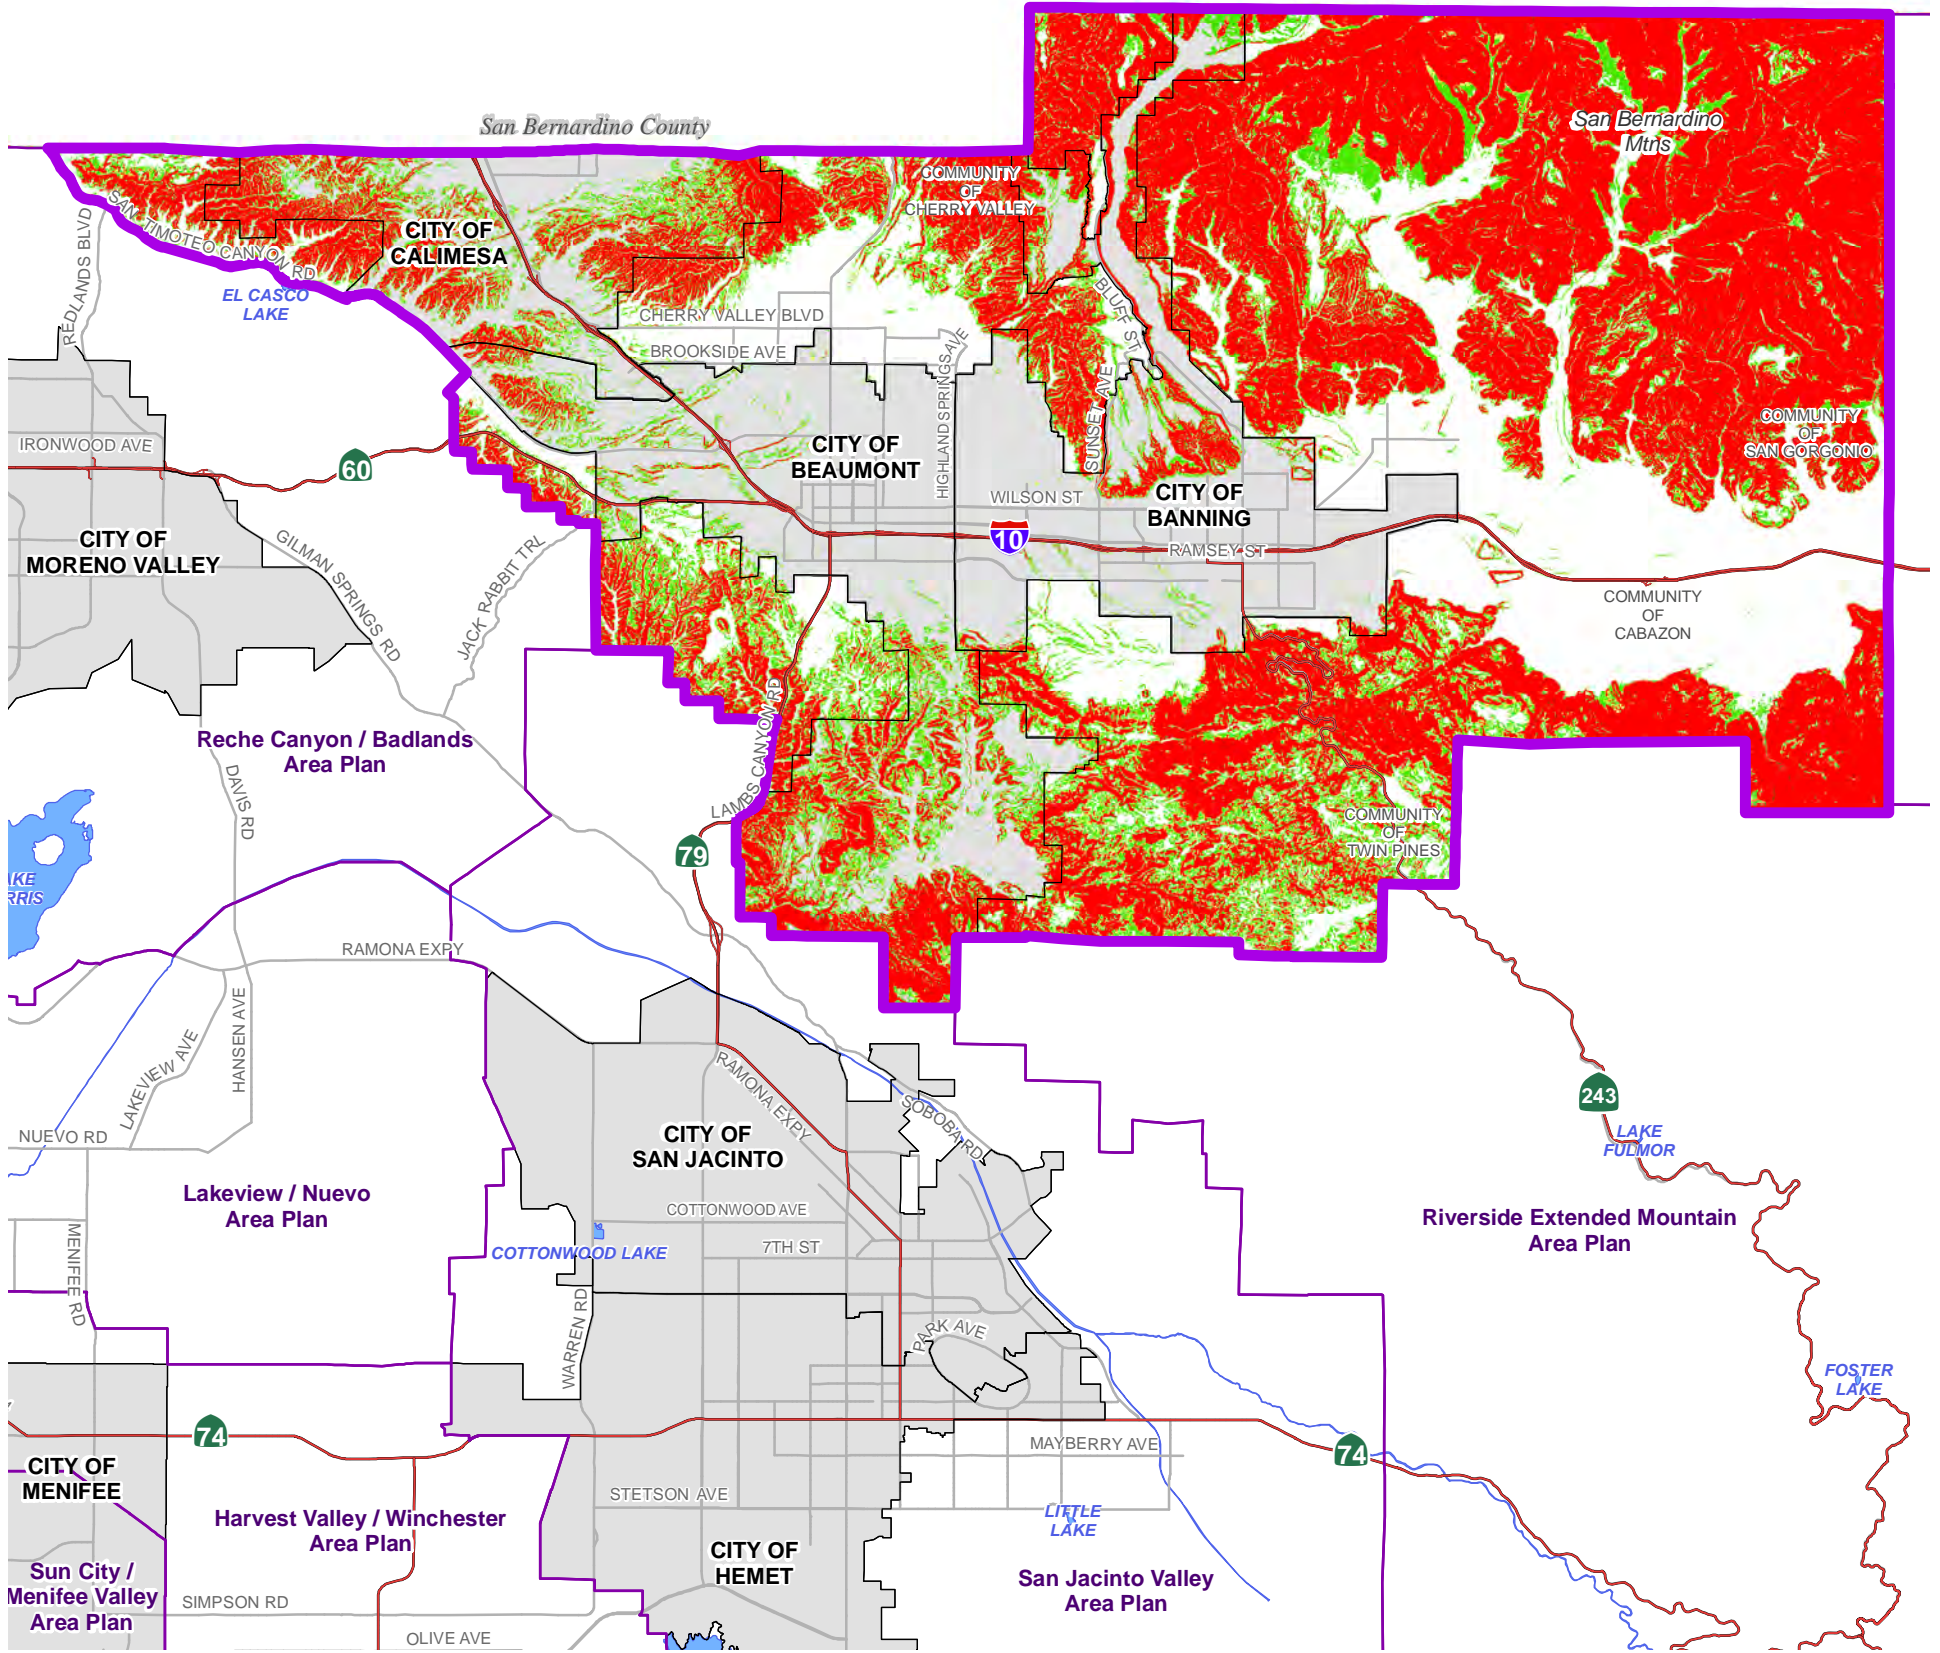 San Bernardino County
San Bernardino
Mtns
COMMUNITY
OF
CHERRY VALLEY
SAN TIMOTEO CANYON RD
REDLANDS BLVD
CITY OF
CALIMESA
EL CASCO
LAKE
BLUFF ST
CHERRY VALLEY BLVD
BROOKSIDE AVE
HIGHLAND SPRINGS AVE
SUNSET AVE
COMMUNITY
OF
SAN GORGONIO
IRONWOOD AVE
60
CITY OF
BEAUMONT
WILSON ST
CITY OF
BANNING
10
RAMSEY ST
CITY OF
MORENO VALLEY
GILMAN SPRINGS RD
JACK RABBIT TRL
COMMUNITY
OF
CABAZON
Reche Canyon / Badlands
Area Plan
LAMBS CANYON RD
DAVIS RD
79
COMMUNITY
OF
TWIN PINES
AKE
RRIS
RAMONA EXPY
HANSEN AVE
LAKEVIEW AVE
RAMONA EXPY
SOBOBA RD
243
LAKE
FULMOR
NUEVO RD
CITY OF
SAN JACINTO
Lakeview / Nuevo
Area Plan
COTTONWOOD AVE
7TH ST
COTTONWOOD LAKE
MENIFEE RD
WARREN RD
Riverside Extended Mountain
Area Plan
PARK AVE
FOSTER
LAKE
74
MAYBERRY AVE
74
CITY OF
MENIFEE
STETSON AVE
Harvest Valley / Winchester
Area Plan
LITTLE
LAKE
CITY OF
HEMET
Sun City /
Menifee Valley
Area Plan
SIMPSON RD
San Jacinto Valley
Area Plan
OLIVE AVE